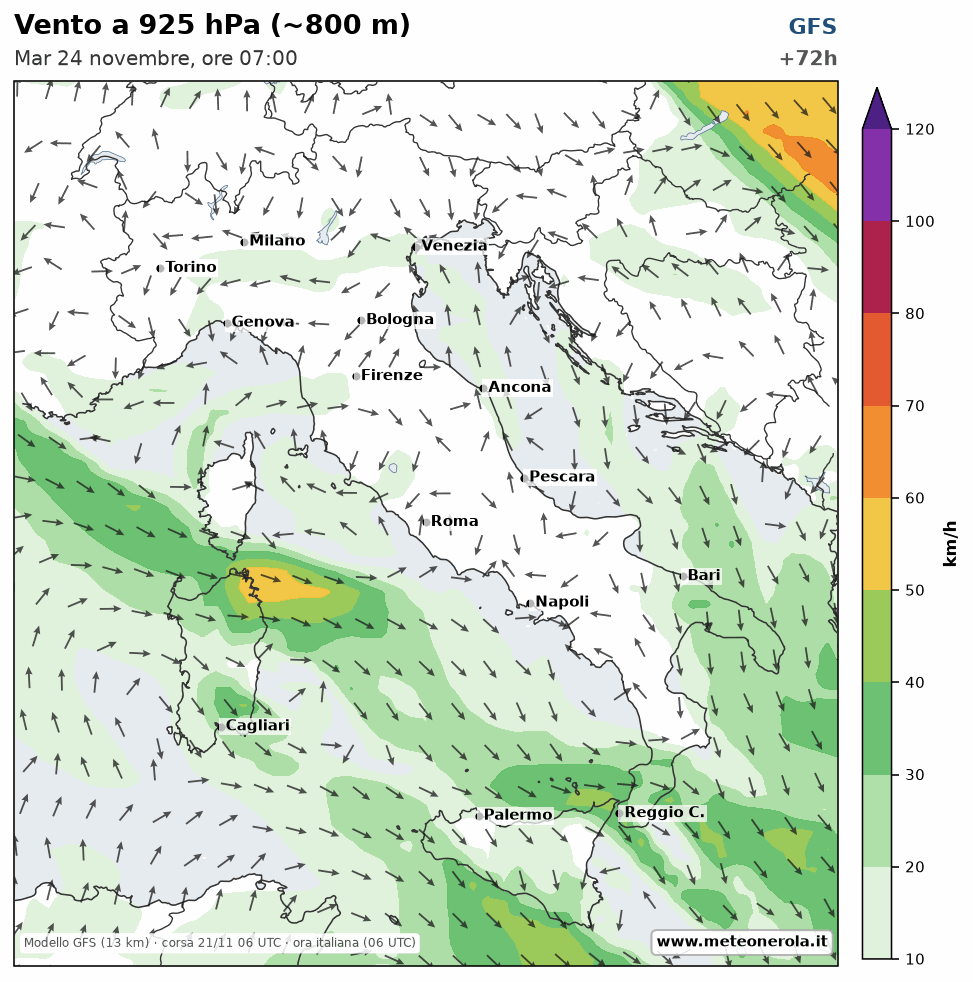 Vento a 925 hPa (~800 m)
GFS
Mar 24 novembre, ore 07:00
+72h
120
100
80
70
60
50
40
30
20
10
km/h
Milano
Venezia
Torino
Genova
Bologna
Firenze
Ancona
Pescara
Roma
Bari
Napoli
Cagliari
Palermo
Reggio C.
Modello GFS (13 km) · corsa 21/11 06 UTC · ora italiana (06 UTC)
www.meteonerola.it